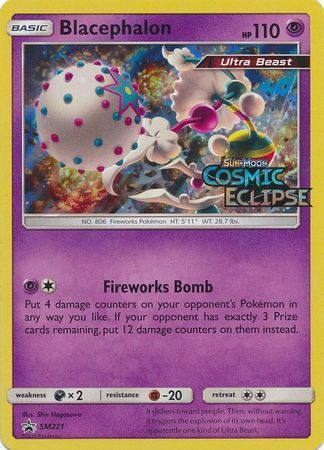 BASIC
Blacephalon
HP 110
Ultra Beast
SUN & MOON
COSMIC
ECLIPSE
NO. 806 Fireworks Pokémon HT: 5'11" WT: 28.7 lbs.
Fireworks Bomb
Put 4 damage counters on your opponent's Pokémon
in any way you like. If your opponent has exactly 3 Prize
cards remaining, put 12 damage counters on them instead.
weakness ×2 resistance -20 retreat
Illus. Shin Nagasawa
SM221
©2019 Pokémon
It slithers toward people. Then, without warning,
it triggers the explosion of its own head. It's
apparently one kind of Ultra Beast.